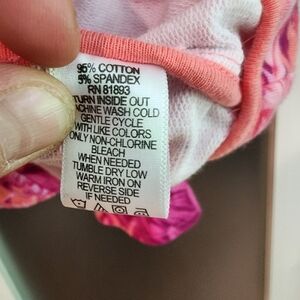 95% COTTON
5% SPANDEX
RN 81893
TURN INSIDE OUT
MACHINE WASH COLD
GENTLE CYCLE
WITH LIKE COLORS
ONLY NON-CHLORINE
BLEACH
WHEN NEEDED
TUMBLE DRY LOW
WARM IRON ON
REVERSE SIDE
IF NEEDED